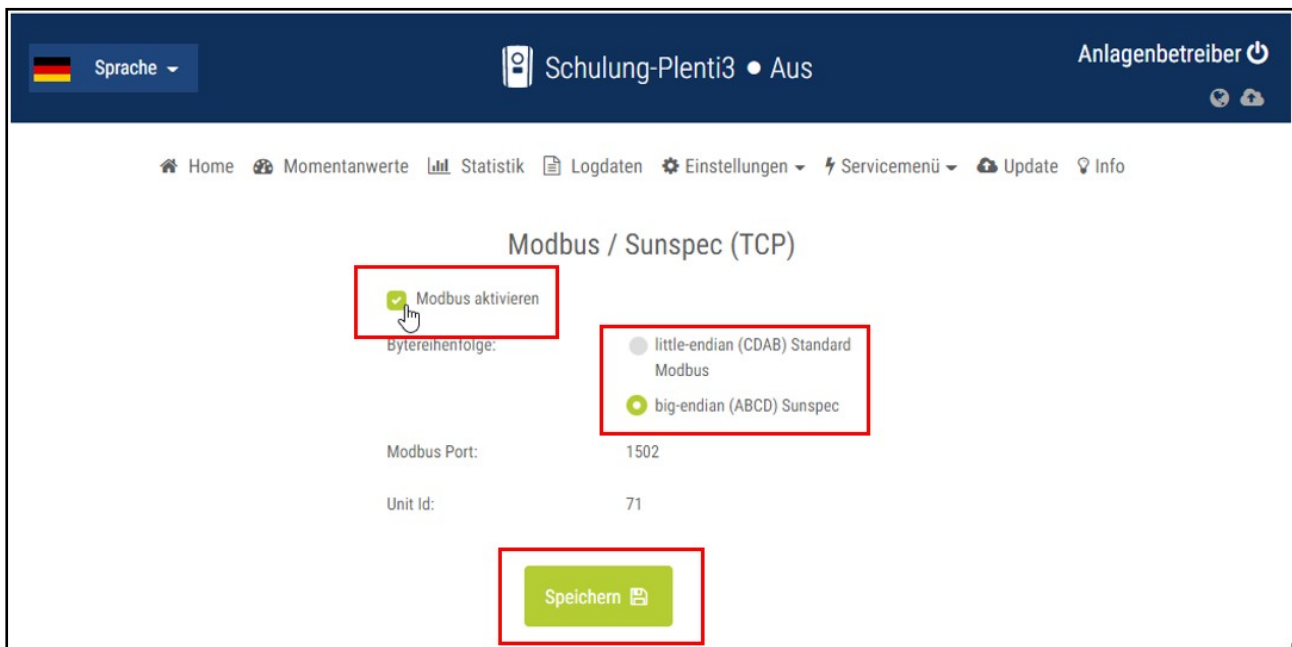 Sprache
Schulung-Plenti3 ● Aus
Anlagenbetreiber
Home Momentanwerte Statistik Logdaten Einstellungen Servicemenü Update Info
Modbus / Sunspec (TCP)
Modbus aktivieren
Bytereihenfolge:
little-endian (CDAB) Standard
Modbus
big-endian (ABCD) Sunspec
Modbus Port: 1502
Unit Id: 71
Speichern